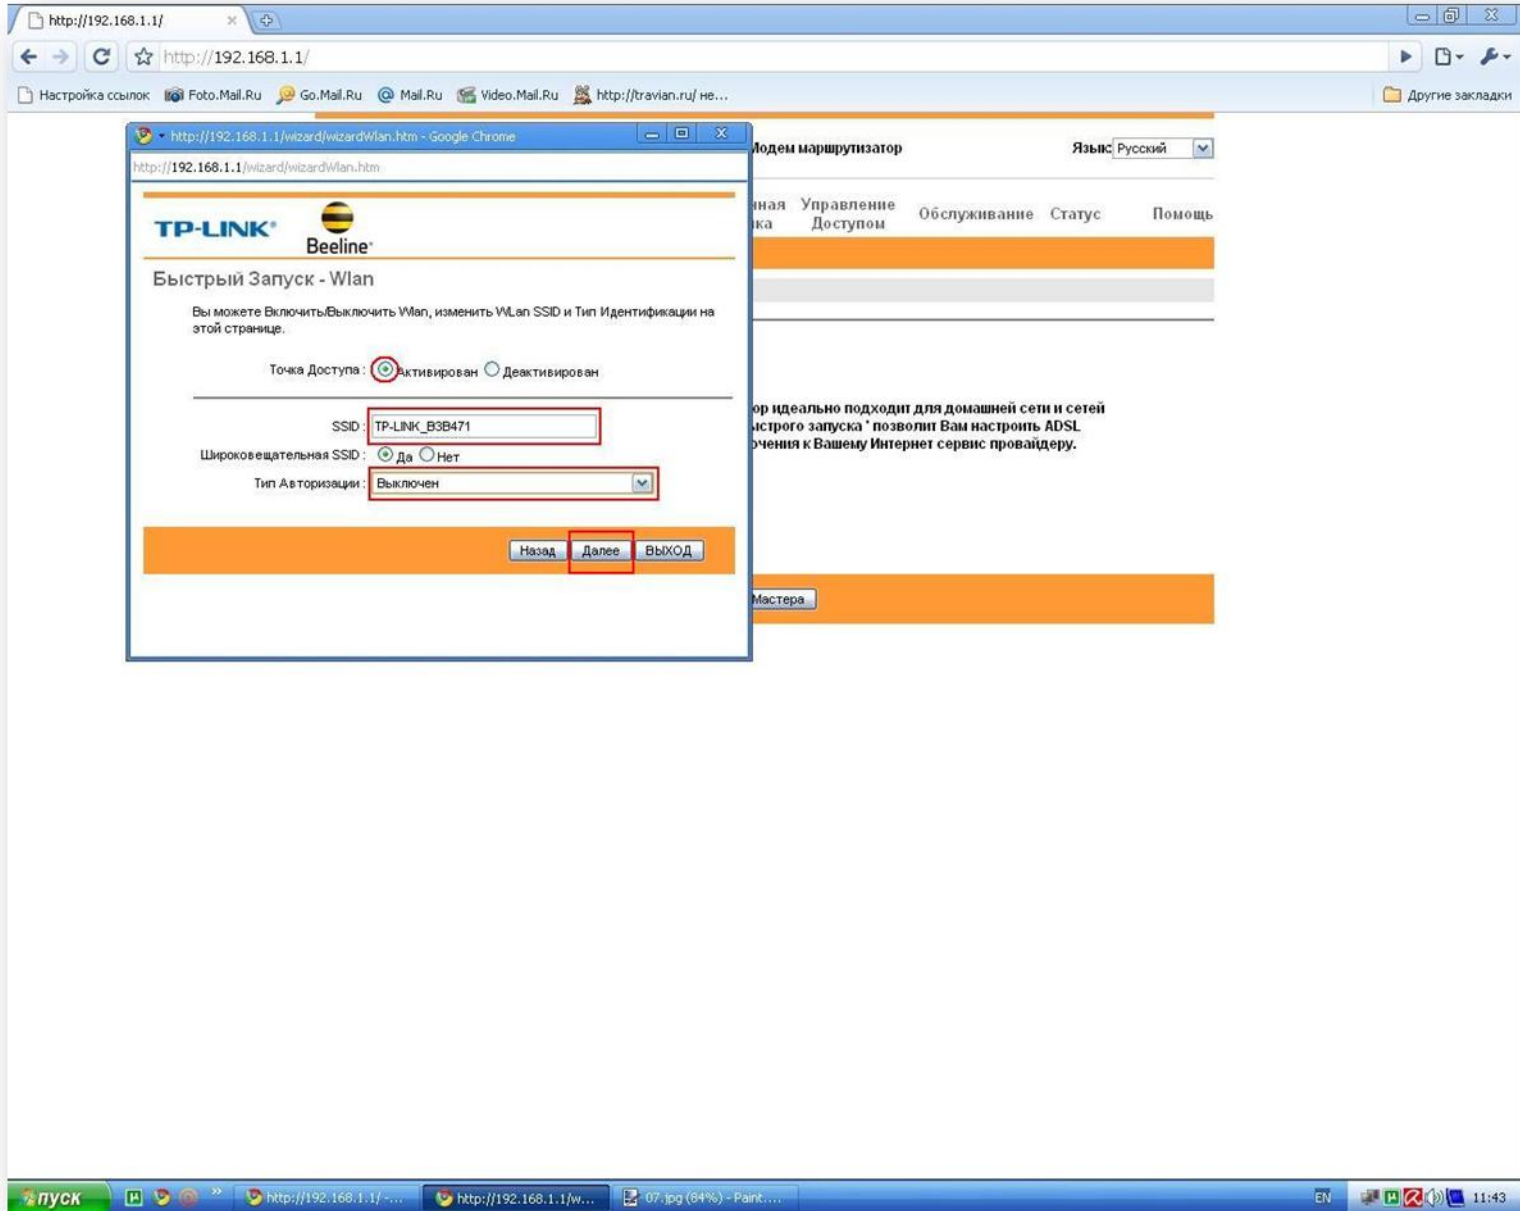 http://192.168.1.1/
http://192.168.1.1/
Настройка ссылок Foto.Mail.Ru Go.Mail.Ru Mail.Ru Video.Mail.Ru http://travian.ru/ не... Другие закладки
http://192.168.1.1/wizard/wizardWlan.htm - Google Chrome
http://192.168.1.1/wizard/wizardWlan.htm
Модем маршрутизатор Язык: Русский
TP-LINK®
Beeline®
Управление Доступом Обслуживание Статус Помощь
Быстрый Запуск - Wlan
Вы можете Включить/Выключить Wlan, изменить WLan SSID и Тип Идентификации на
этой странице.
Точка Доступа : Активирован Деактивирован
SSID : TP-LINK_B3B471
Широковещательная SSID : Да Нет
Тип Авторизации : Выключен
Назад Далее ВЫХОД
ор идеально подходит для домашней сети и сетей
ыстрого запуска ' позволит Вам настроить ADSL
очения к Вашему Интернет сервис провайдеру.
Мастера
пуск http://192.168.1.1/ -... http://192.168.1.1/w... 07.jpg (84%) - Paint.... EN 11:43